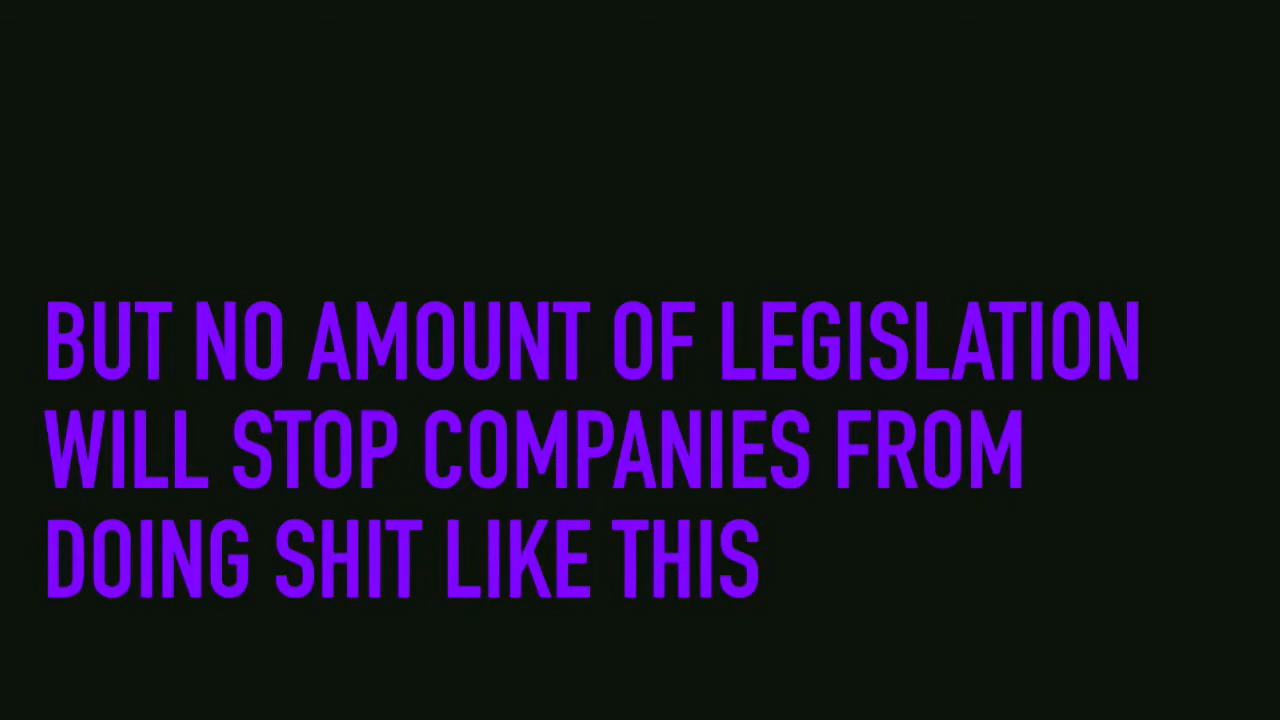 BUT NO AMOUNT OF LEGISLATION
WILL STOP COMPANIES FROM
DOING SHIT LIKE THIS